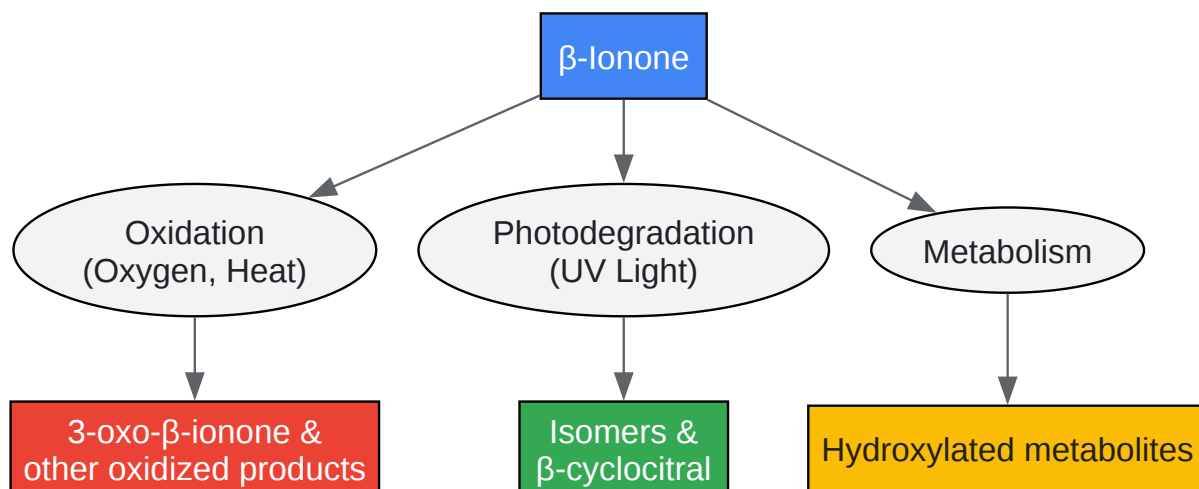 β-Ionone
Oxidation
(Oxygen, Heat)
Photodegradation
(UV Light)
Metabolism
3-oxo-β-ionone &
other oxidized products
Isomers &
β-cyclocitral
Hydroxylated metabolites